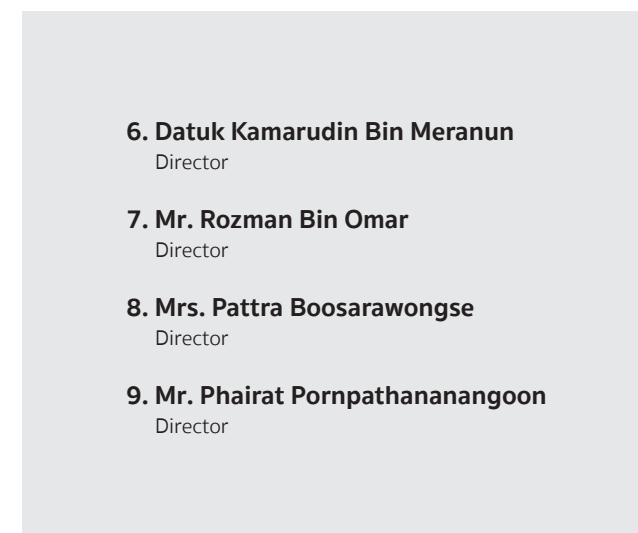 6. Datuk Kamarudin Bin Meranun
Director
7. Mr. Rozman Bin Omar
Director
8. Mrs. Pattra Boosarawongse
Director
9. Mr. Phairat Pornpathananangoon
Director